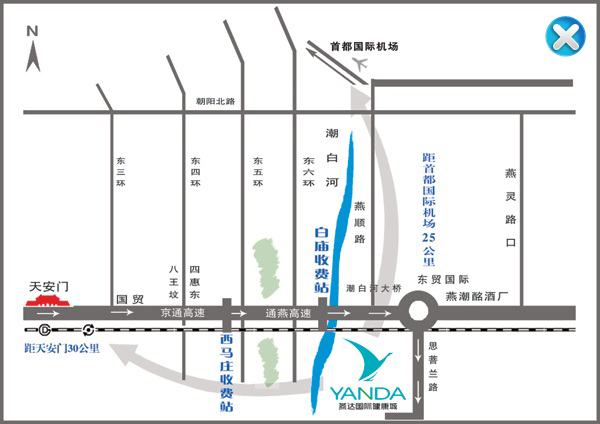 N
首都国际机场
朝阳北路
东三环
东四环
东五环
东六环
潮白河
燕顺路
距首都国际机场25公里
燕灵路口
八王坟
四惠东
白庙收费站
潮白河大桥
东贸国际
燕潮酩酒厂
天安门
国贸
京通高速
通燕高速
距天安门30公里
西马庄收费站
思菩兰路
YANDA
燕达国际健康城